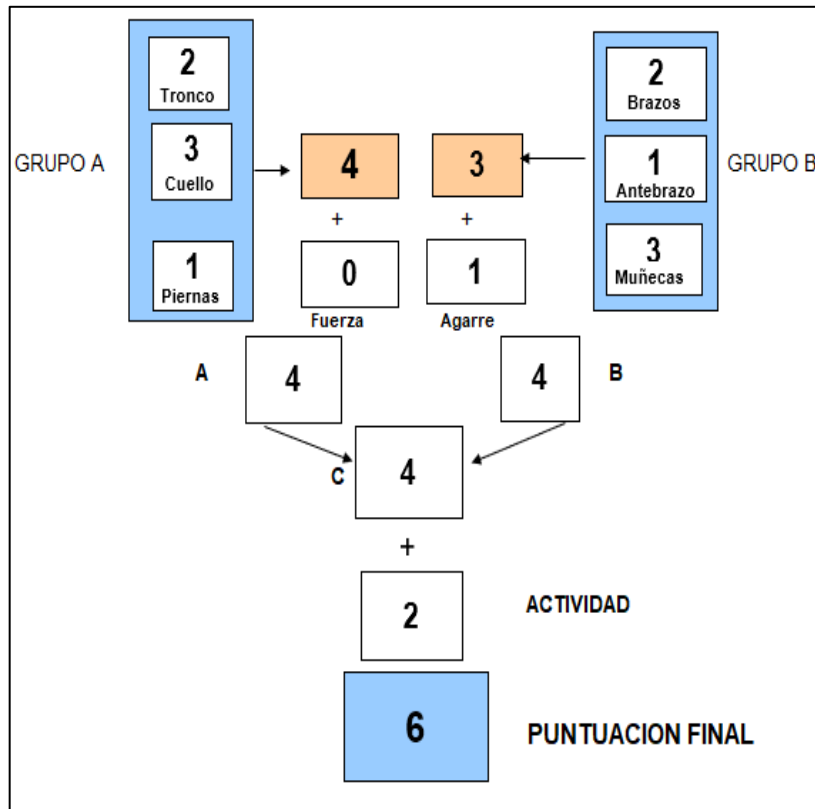 2
Tronco
3
Cuello
1
Piernas
GRUPO A
4
+
0
Fuerza
3
+
1
Agarre
2
Brazos
1
Antebrazo
3
Muñecas
GRUPO B
A
4
4
B
C
4
+
2
ACTIVIDAD
6
PUNTUACION FINAL